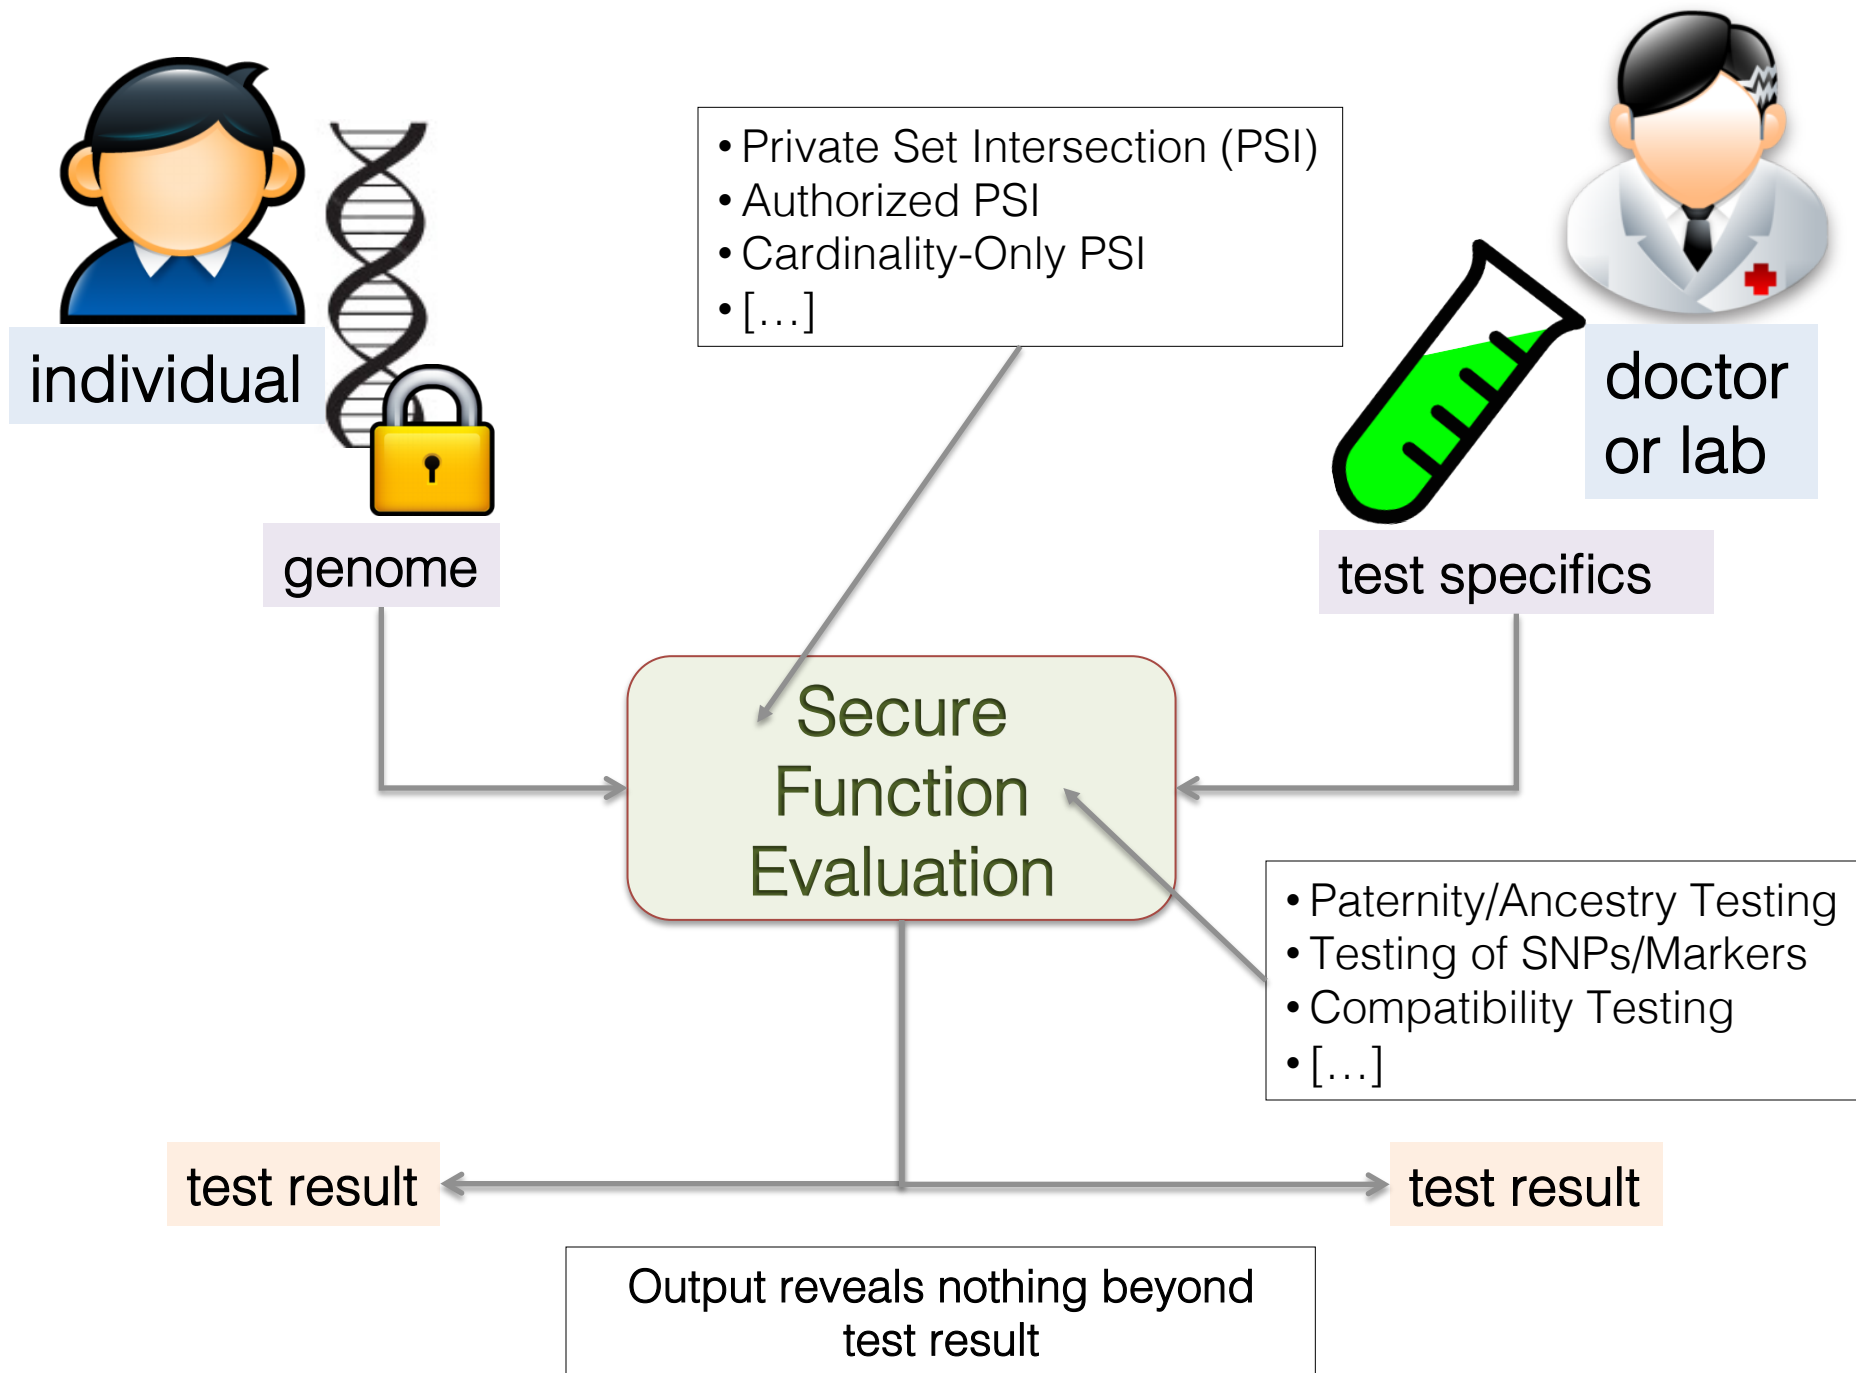 individual
genome
• Private Set Intersection (PSI)
• Authorized PSI
• Cardinality-Only PSI
• […]
doctor
or lab
test specifics
Secure
Function
Evaluation
• Paternity/Ancestry Testing
• Testing of SNPs/Markers
• Compatibility Testing
• […]
test result
test result
Output reveals nothing beyond
test result